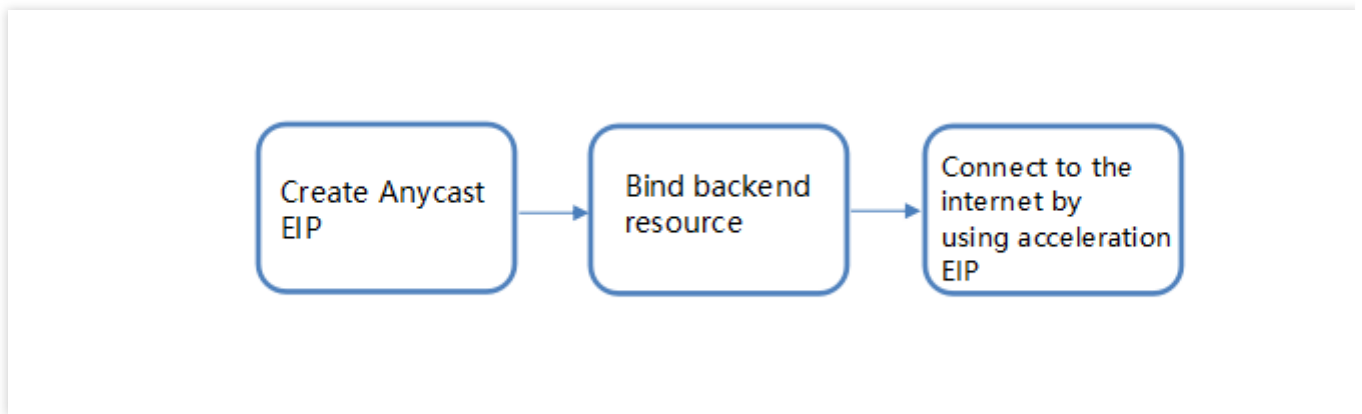 Create Anycast
EIP
Bind backend
resource
Connect to the
internet by
using acceleration
EIP